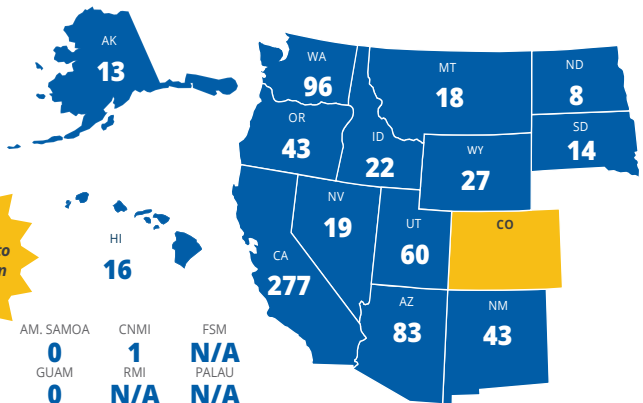 AK
13
WA
96
MT
18
ND
8
OR
43
ID
22
SD
14
WY
27
NV
19
UT
60
CO
CA
277
HI
16
AZ
83
NM
43
AM. SAMOA CNMI FSM
0 1 N/A
GUAM RMI PALAU
0 N/A N/A